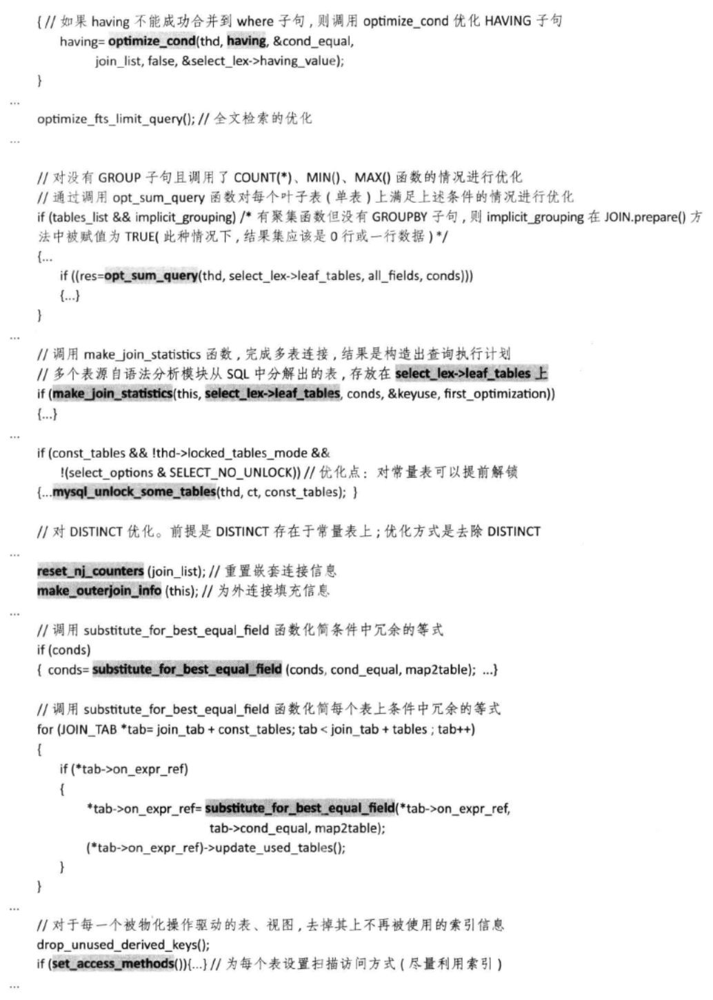 { // 如果 having 不能成功合并到 where 子句 , 则调用 optimize_cond 优化 HAVING 子句
having= optimize_cond(thd, having, &cond_equal,
join_list, false, &select_lex->having_value);
}
...
optimize_fts_limit_query(); // 全文检索的优化
...
// 对没有 GROUP 子句且调用了 COUNT(*)、MIN()、MAX() 函数的情况进行优化
// 通过调用 opt_sum_query 函数对每个叶子表 ( 单表 ) 上满足上述条件的情况进行优化
if (tables_list && implicit_grouping) /* 有聚集函数但没有 GROUPBY 子句 , 则 implicit_grouping 在 JOIN.prepare() 方
法中被赋值为 TRUE( 此种情况下 , 结果集应该是 0 行或一行数据 ) */
{...
if ((res=opt_sum_query(thd, select_lex->leaf_tables, all_fields, conds)))
{...}
}
...
// 调用 make_join_statistics 函数 , 完成多表连接 , 结果是构造出查询执行计划
// 多个表源自语法分析模块从 SQL 中分解出的表 , 存放在 select_lex->leaf_tables 上
if (make_join_statistics(this, select_lex->leaf_tables, conds, &keyuse, first_optimization))
{...}
...
if (const_tables && !thd->locked_tables_mode &&
!(select_options & SELECT_NO_UNLOCK)) // 优化点：对常量表可以提前解锁
{...mysql_unlock_some_tables(thd, ct, const_tables); }
// 对 DISTINCT 优化。前提是 DISTINCT 存在于常量表上 ; 优化方式是去除 DISTINCT
...
reset_nj_counters (join_list); // 重置嵌套连接信息
make_outerjoin_info (this); // 为外连接填充信息
...
// 调用 substitute_for_best_equal_field 函数化简条件中冗余的等式
if (conds)
{ conds= substitute_for_best_equal_field (conds, cond_equal, map2table); ...}
// 调用 substitute_for_best_equal_field 函数化简每个表上条件中冗余的等式
for (JOIN_TAB *tab= join_tab + const_tables; tab < join_tab + tables ; tab++)
{
if (*tab->on_expr_ref)
{
*tab->on_expr_ref= substitute_for_best_equal_field(*tab->on_expr_ref,
tab->cond_equal, map2table);
(*tab->on_expr_ref)->update_used_tables();
}
}
...
// 对于每一个被物化操作驱动的表、视图 , 去掉其上不再被使用的索引信息
drop_unused_derived_keys();
if (set_access_methods()){...} // 为每个表设置扫描访问方式 ( 尽量利用索引 )
...